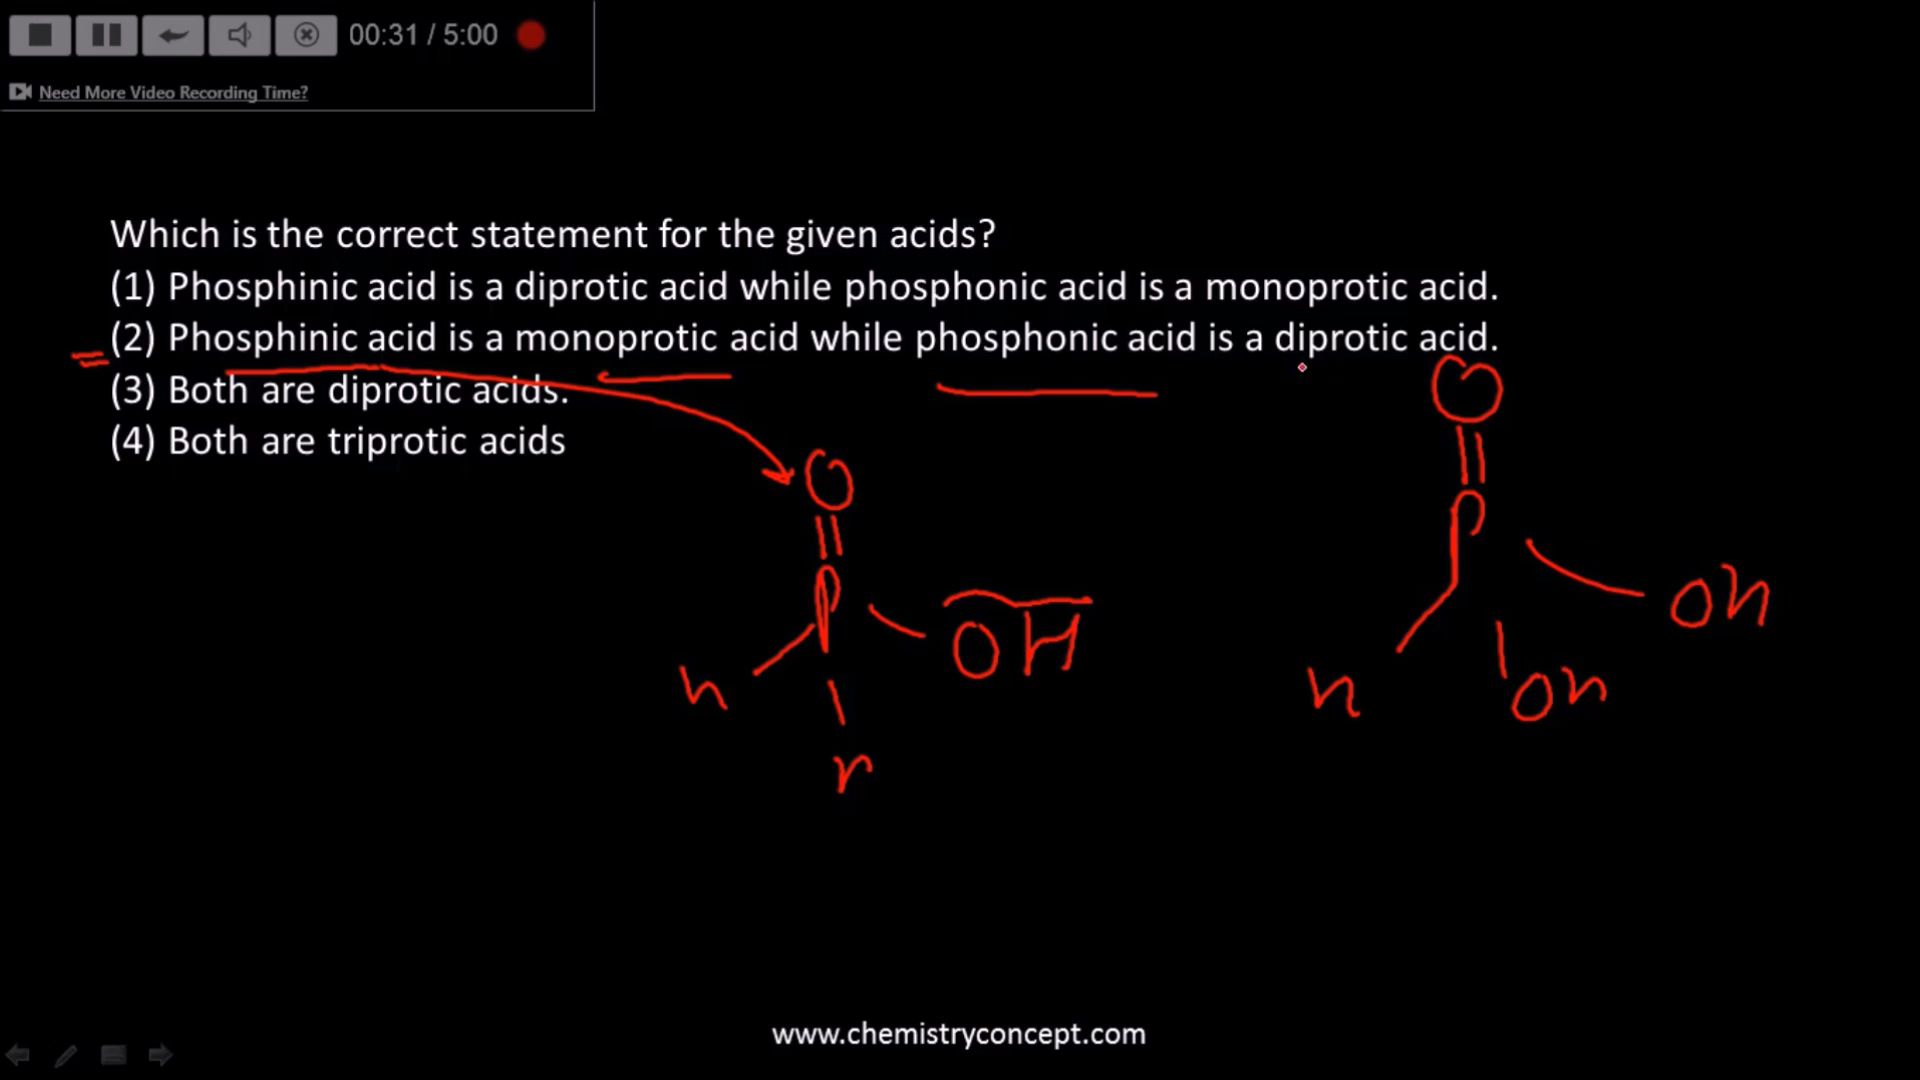 00:31 / 5:00
Need More Video Recording Time?
Which is the correct statement for the given acids?
(1) Phosphinic acid is a diprotic acid while phosphonic acid is a monoprotic acid.
(2) Phosphinic acid is a monoprotic acid while phosphonic acid is a diprotic acid.
(3) Both are diprotic acids.
(4) Both are triprotic acids
O
O
P
P
OH
OH
H
H
OH
H
www.chemistryconcept.com